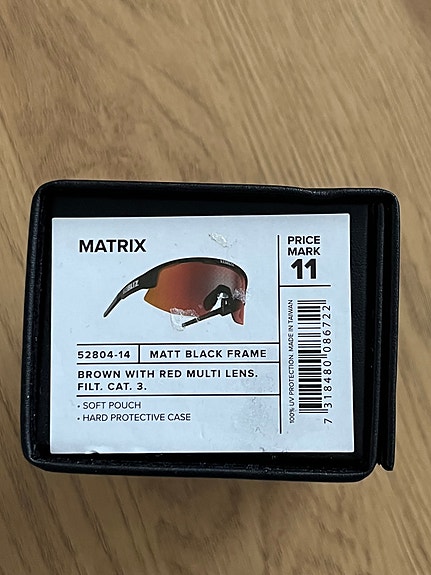 MATRIX
PRICE
MARK
11
BLIZ
52804-14 MATT BLACK FRAME
BROWN WITH RED MULTI LENS.
FILT. CAT. 3.
• SOFT POUCH
• HARD PROTECTIVE CASE
100% UV PROTECTION. MADE IN TAIWAN
7 318480 086722